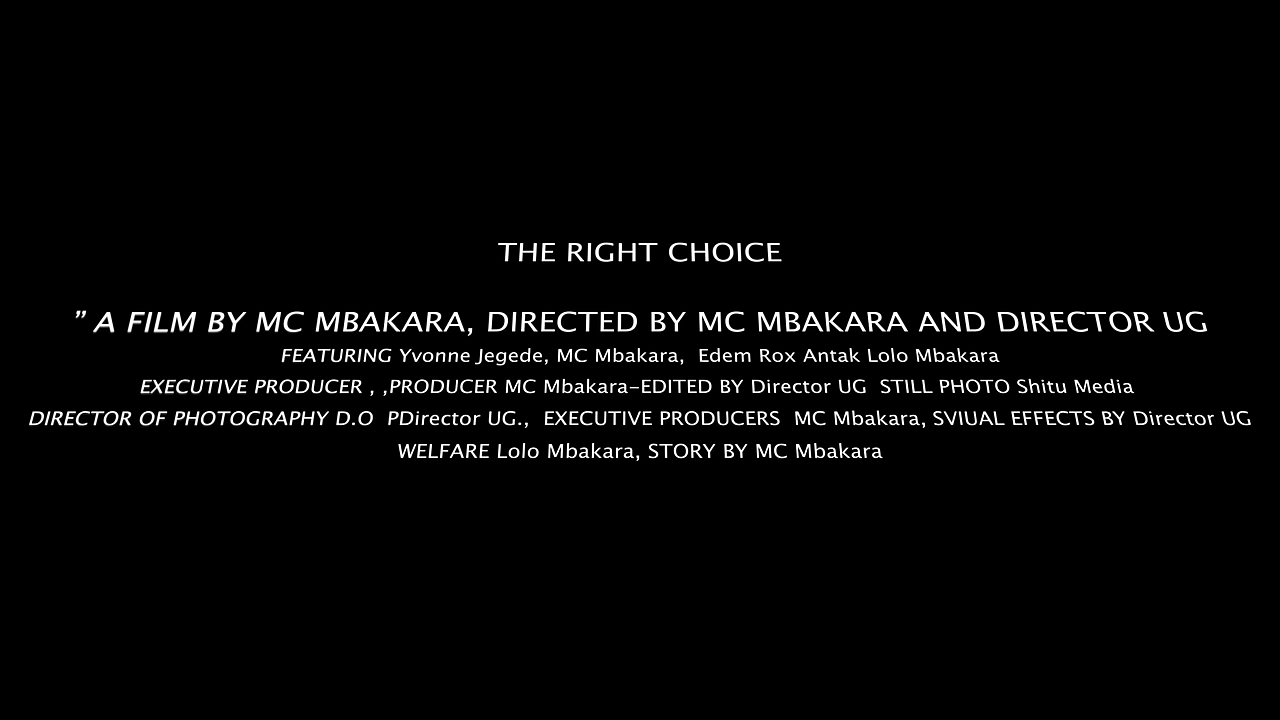 THE RIGHT CHOICE
” A FILM BY MC MBAKARA, DIRECTED BY MC MBAKARA AND DIRECTOR UG
FEATURING Yvonne Jegede, MC Mbakara, Edem Rox Antak Lolo Mbakara
EXECUTIVE PRODUCER , ,PRODUCER MC Mbakara-EDITED BY Director UG STILL PHOTO Shitu Media
DIRECTOR OF PHOTOGRAPHY D.O PDirector UG., EXECUTIVE PRODUCERS MC Mbakara, SVIUAL EFFECTS BY Director UG
WELFARE Lolo Mbakara, STORY BY MC Mbakara